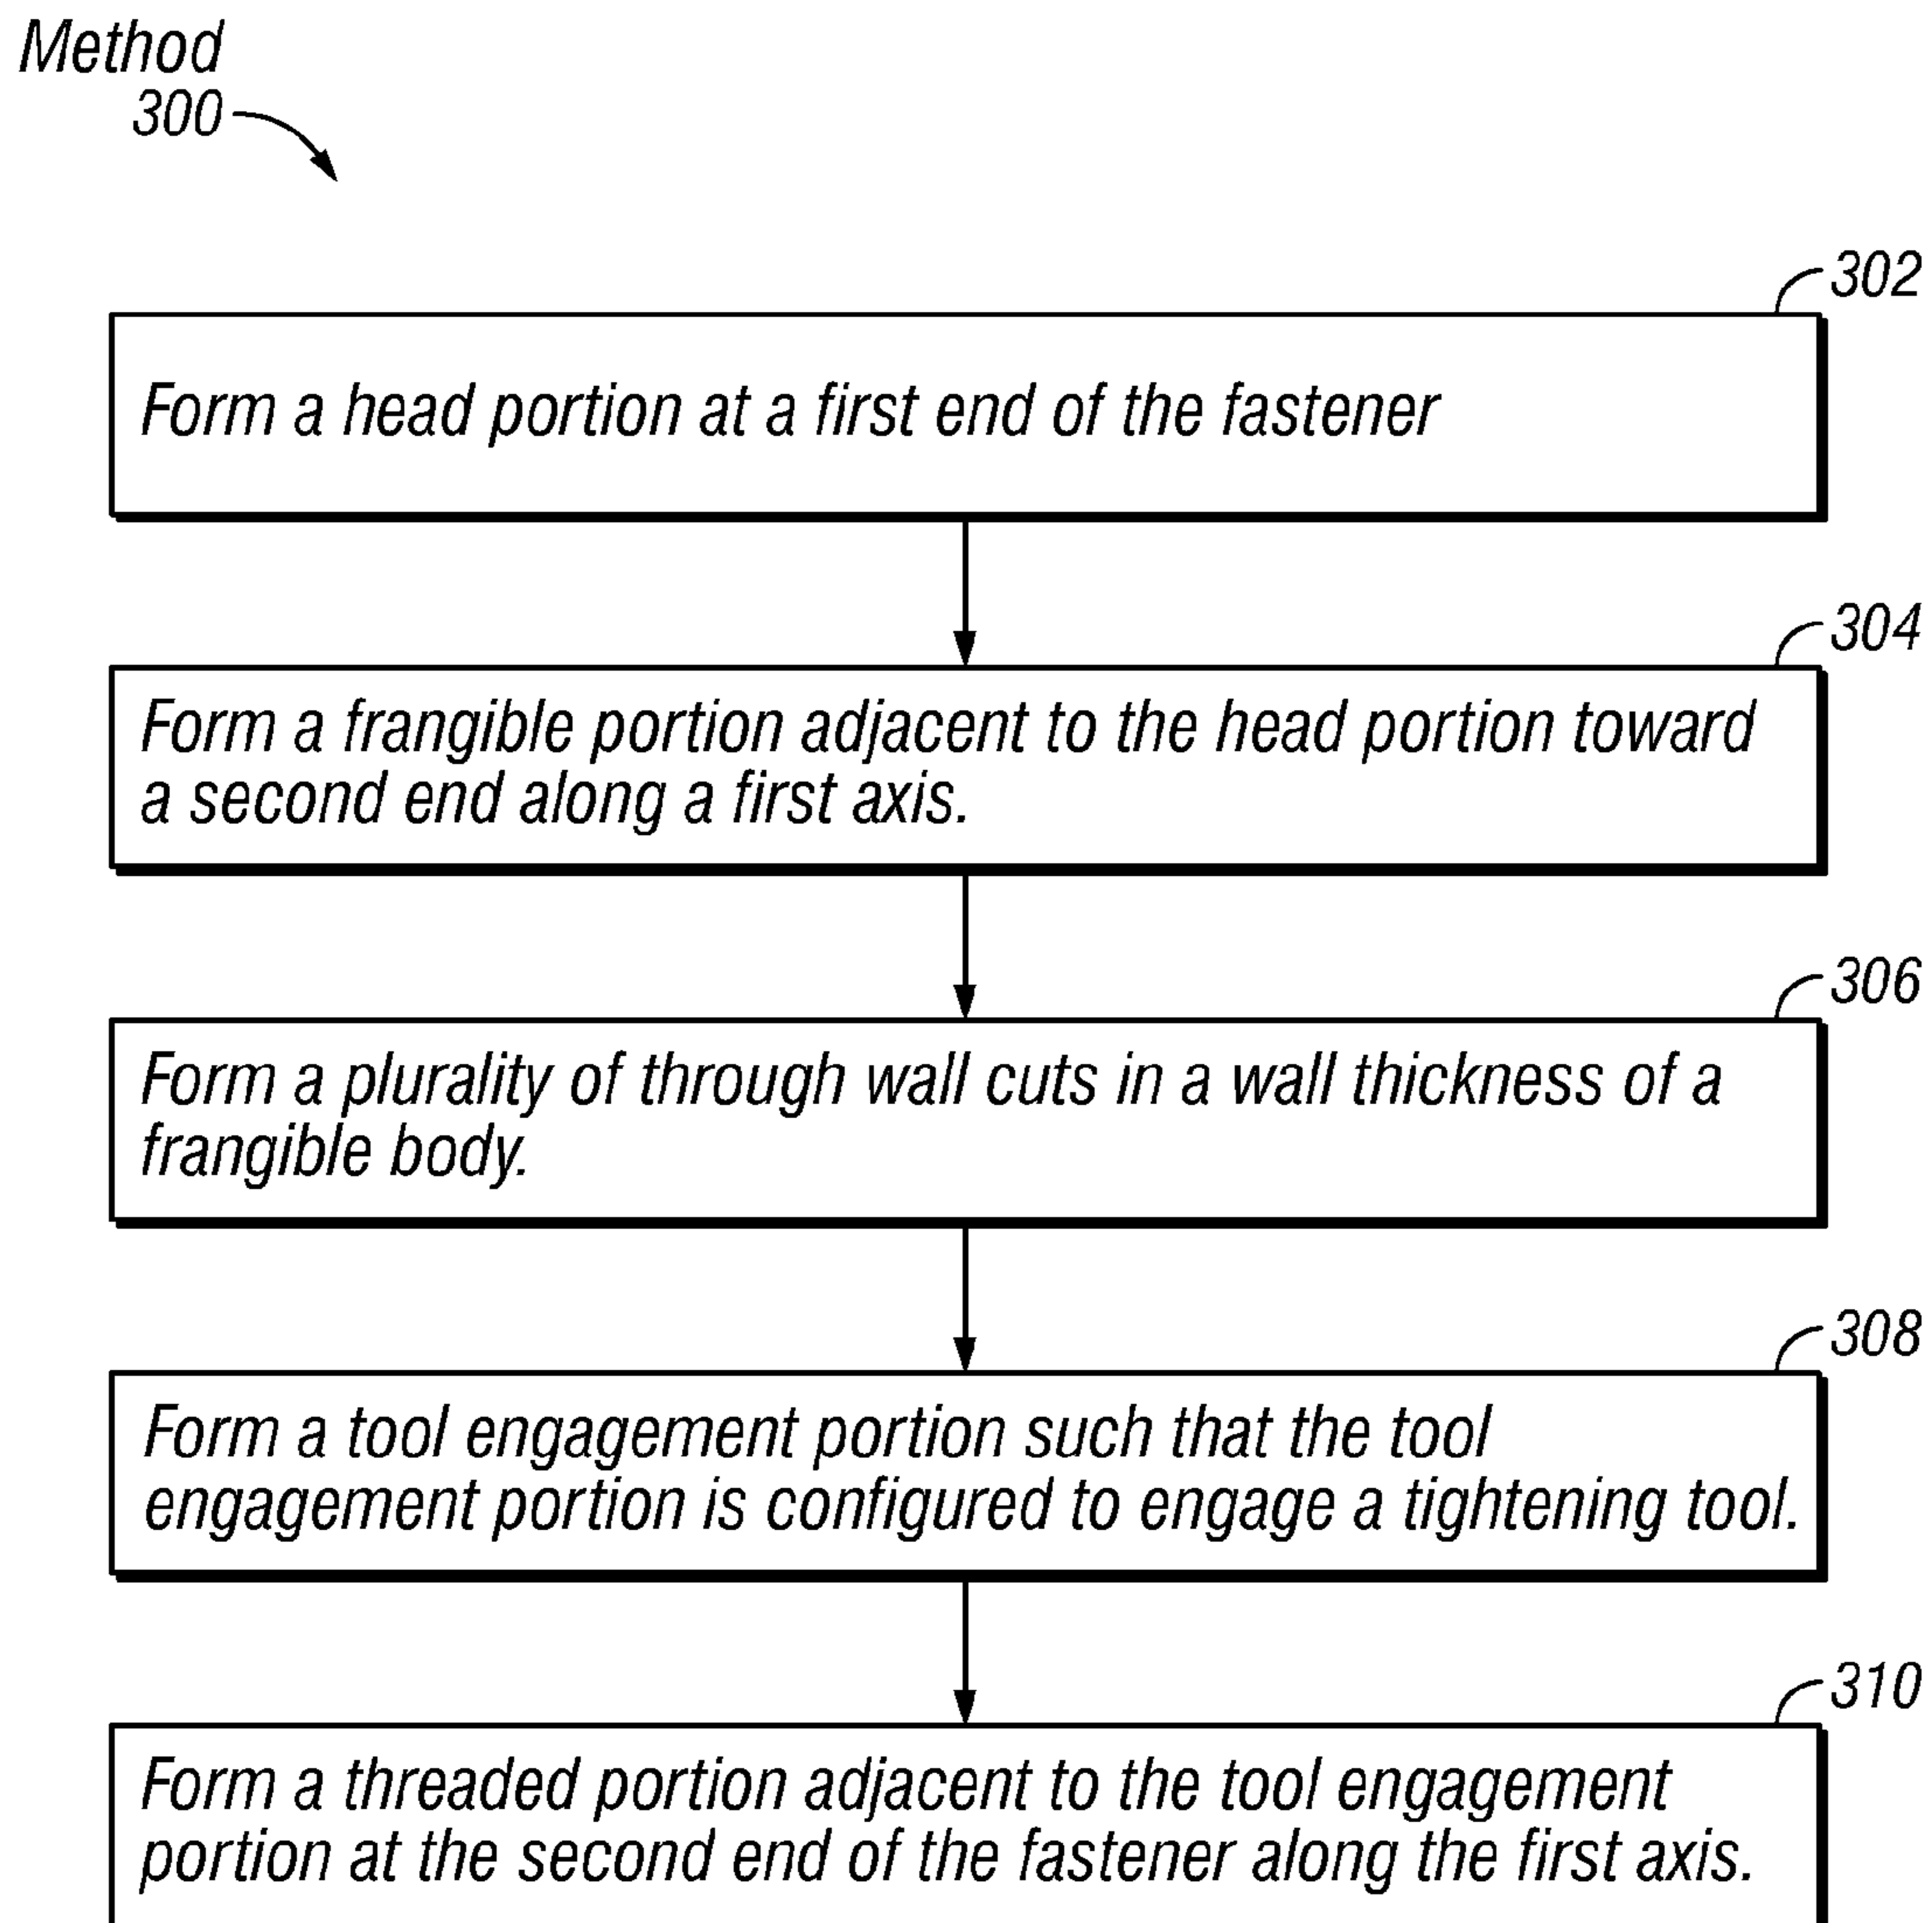 Method
300
302
Form a head portion at a first end of the fastener
304
Form a frangible portion adjacent to the head portion toward
a second end along a first axis.
306
Form a plurality of through wall cuts in a wall thickness of a
frangible body.
308
Form a tool engagement portion such that the tool
engagement portion is configured to engage a tightening tool.
310
Form a threaded portion adjacent to the tool engagement
portion at the second end of the fastener along the first axis.